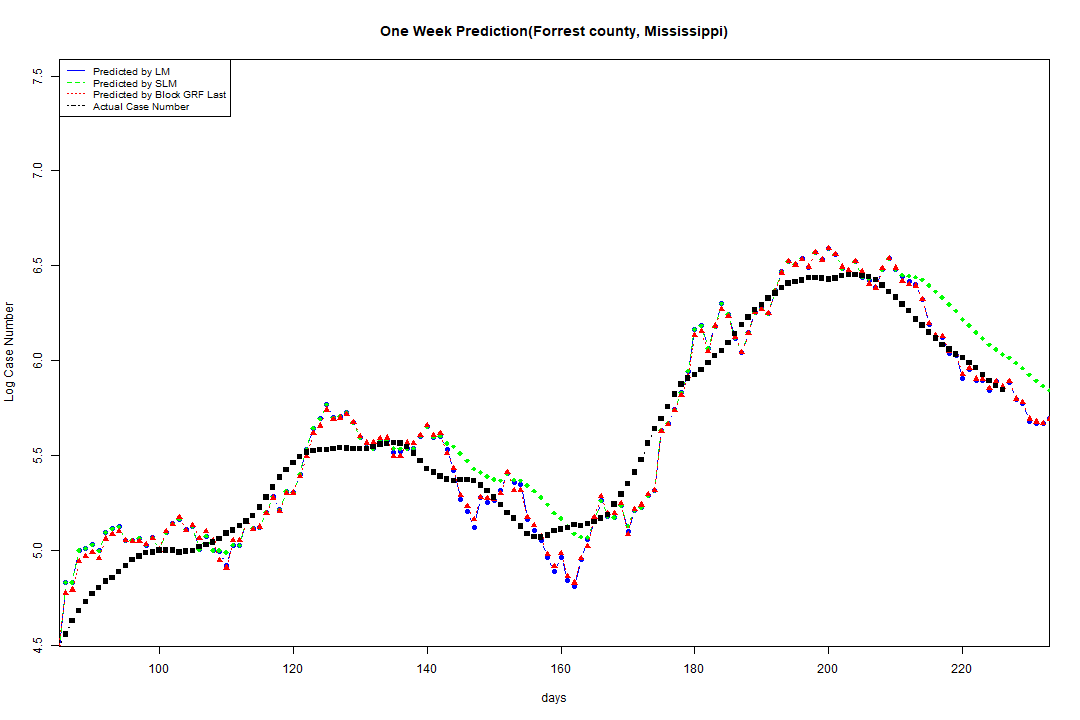 One Week Prediction(Forrest county, Mississippi)
Predicted by LM
Predicted by SLM
Predicted by Block GRF Last
Actual Case Number
Log Case Number
7.5
7.0
6.5
6.0
5.5
5.0
4.5
100 120 140 160 180 200 220
days